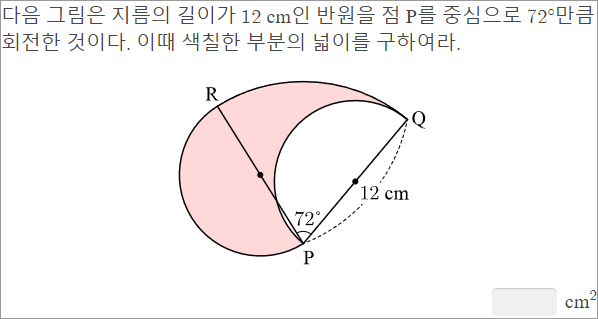 다음 그림은 지름의 길이가 12 cm인 반원을 점 P를 중심으로 72°만큼
회전한 것이다. 이때 색칠한 부분의 넓이를 구하여라.
R
Q
12 cm
72°
P
cm²